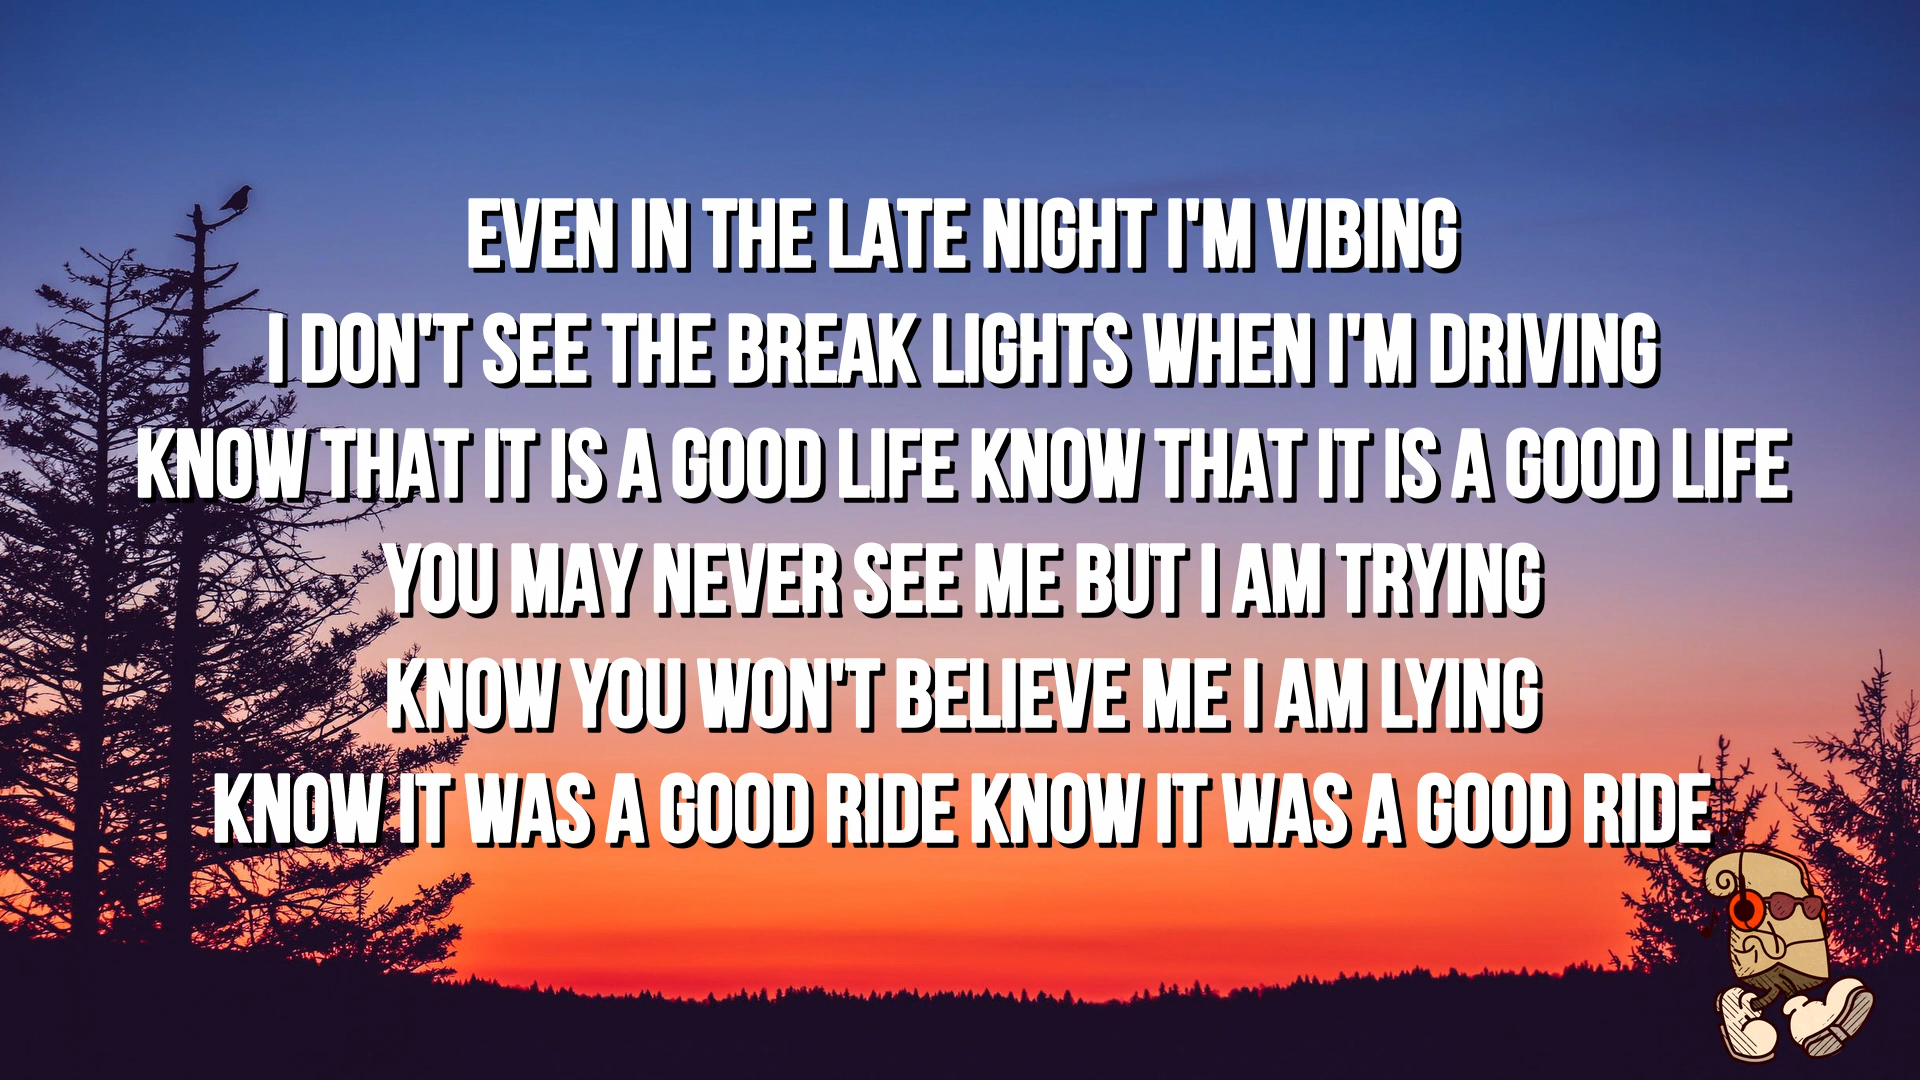 EVEN IN THE LATE NIGHT I'M VIBING
I DON'T SEE THE BREAK LIGHTS WHEN I'M DRIVING
KNOW THAT IT IS A GOOD LIFE KNOW THAT IT IS A GOOD LIFE
YOU MAY NEVER SEE ME BUT I AM TRYING
KNOW YOU WON'T BELIEVE ME I AM LYING
KNOW IT WAS A GOOD RIDE KNOW IT WAS A GOOD RIDE